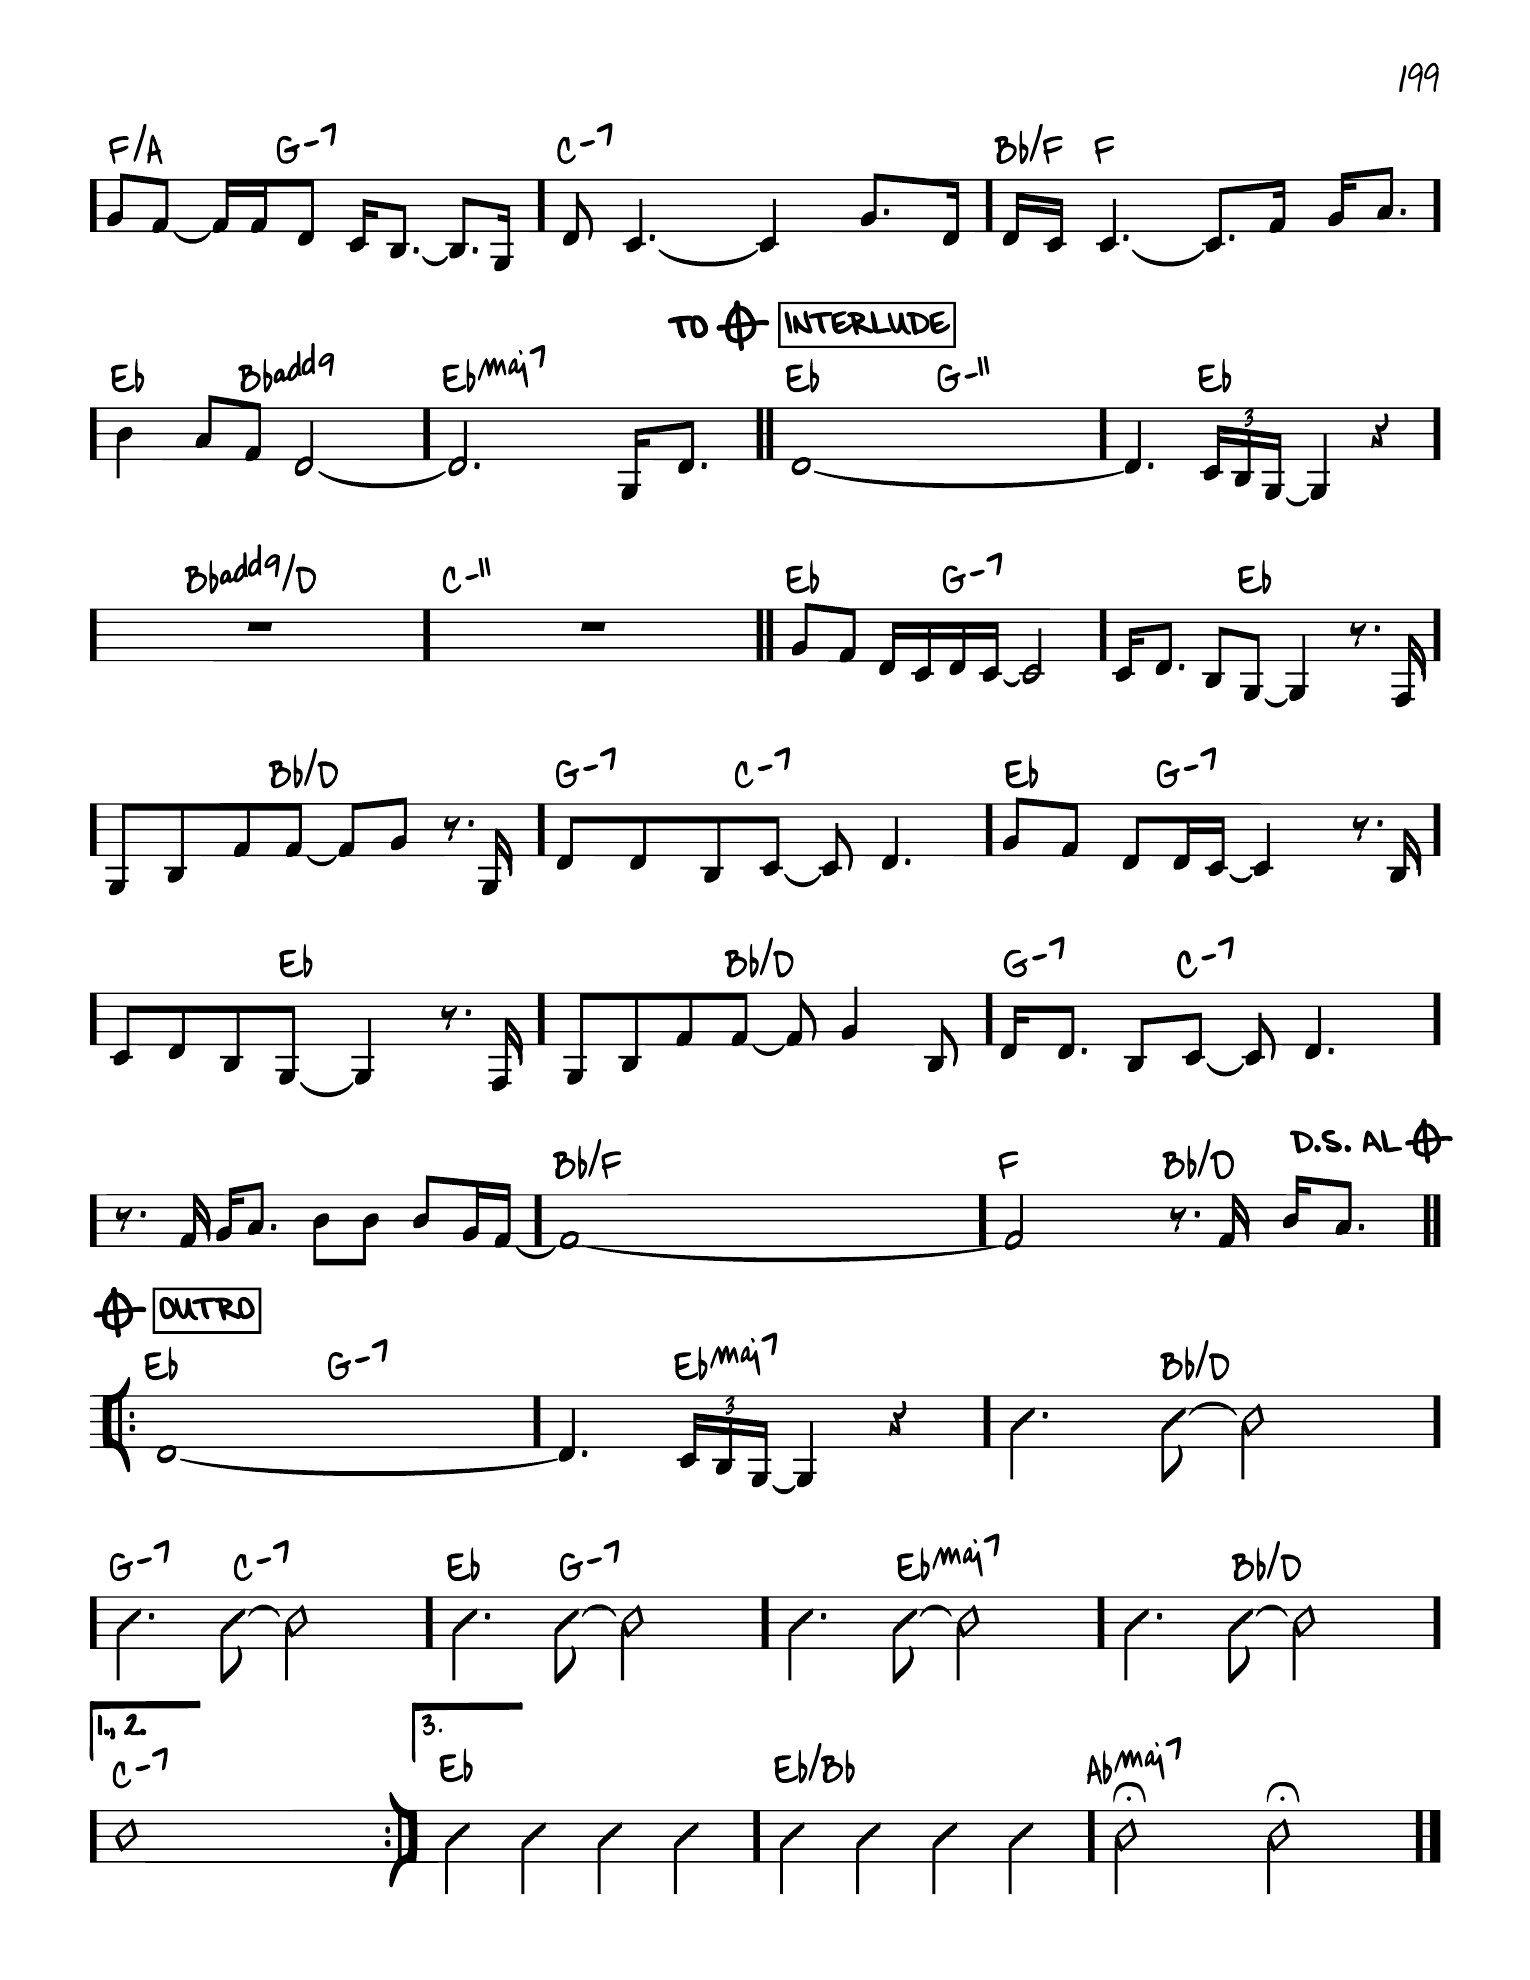 199
F/A G-7 C-7 Bb/F F
TO INTERLUDE
Eb Bbadd9 Ebmaj7 Eb G-11 Eb
3
Bbadd9/D C-11 Eb G-7 Eb
Bb/D G-7 C-7 Eb G-7
Eb Bb/D G-7 C-7
D.S. AL
Bb/F F Bb/D
OUTRO
Eb G-7 Ebmaj7 Bb/D
3
G-7 C-7 Eb G-7 Ebmaj7 Bb/D
1., 2. 3.
C-7 Eb Eb/Bb Abmaj7